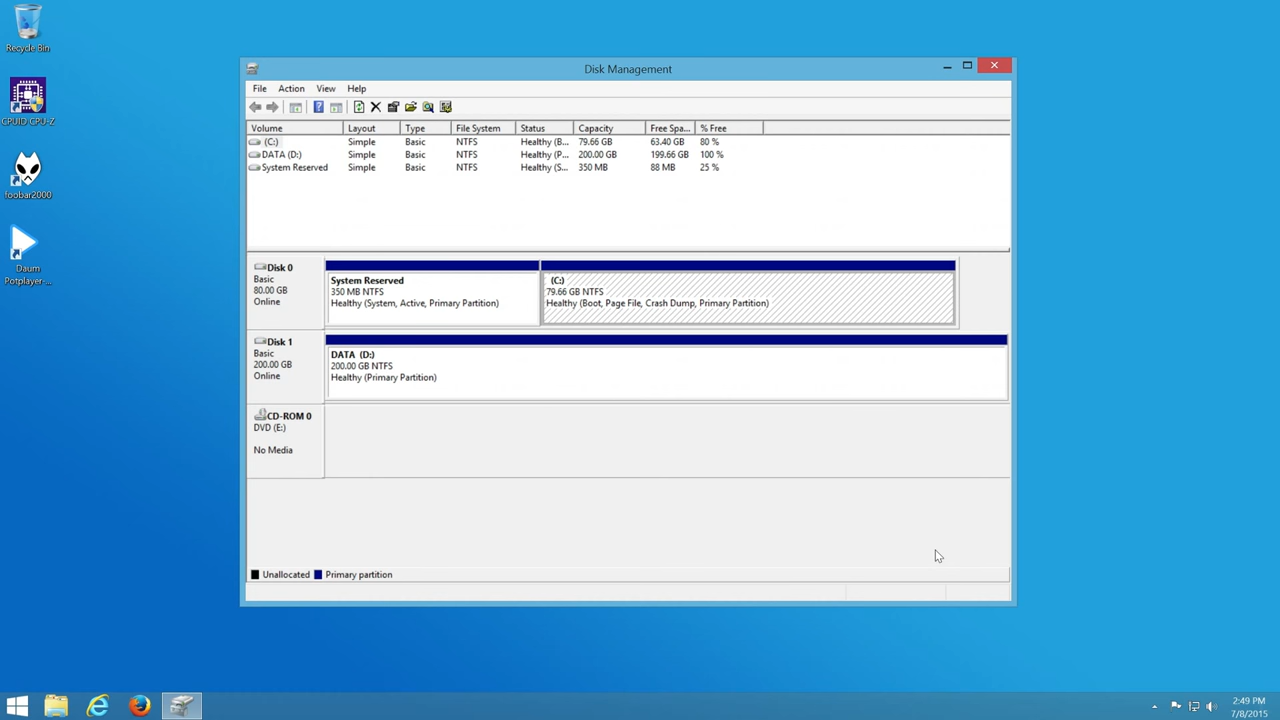 Recycle Bin
CPUID CPU-Z
foobar2000
Daum
Potplayer-...
Disk Management
File Action View Help
Volume Layout Type File System Status Capacity Free Spa... % Free
(C:) Simple Basic NTFS Healthy (B... 79.66 GB 63.40 GB 80 %
DATA (D:) Simple Basic NTFS Healthy (P... 200.00 GB 199.66 GB 100 %
System Reserved Simple Basic NTFS Healthy (S... 350 MB 88 MB 25 %
Disk 0
Basic
80.00 GB
Online
System Reserved
350 MB NTFS
Healthy (System, Active, Primary Partition)
(C:)
79.66 GB NTFS
Healthy (Boot, Page File, Crash Dump, Primary Partition)
Disk 1
Basic
200.00 GB
Online
DATA (D:)
200.00 GB NTFS
Healthy (Primary Partition)
CD-ROM 0
DVD (E:)
No Media
Unallocated Primary partition
2:49 PM
7/8/2015